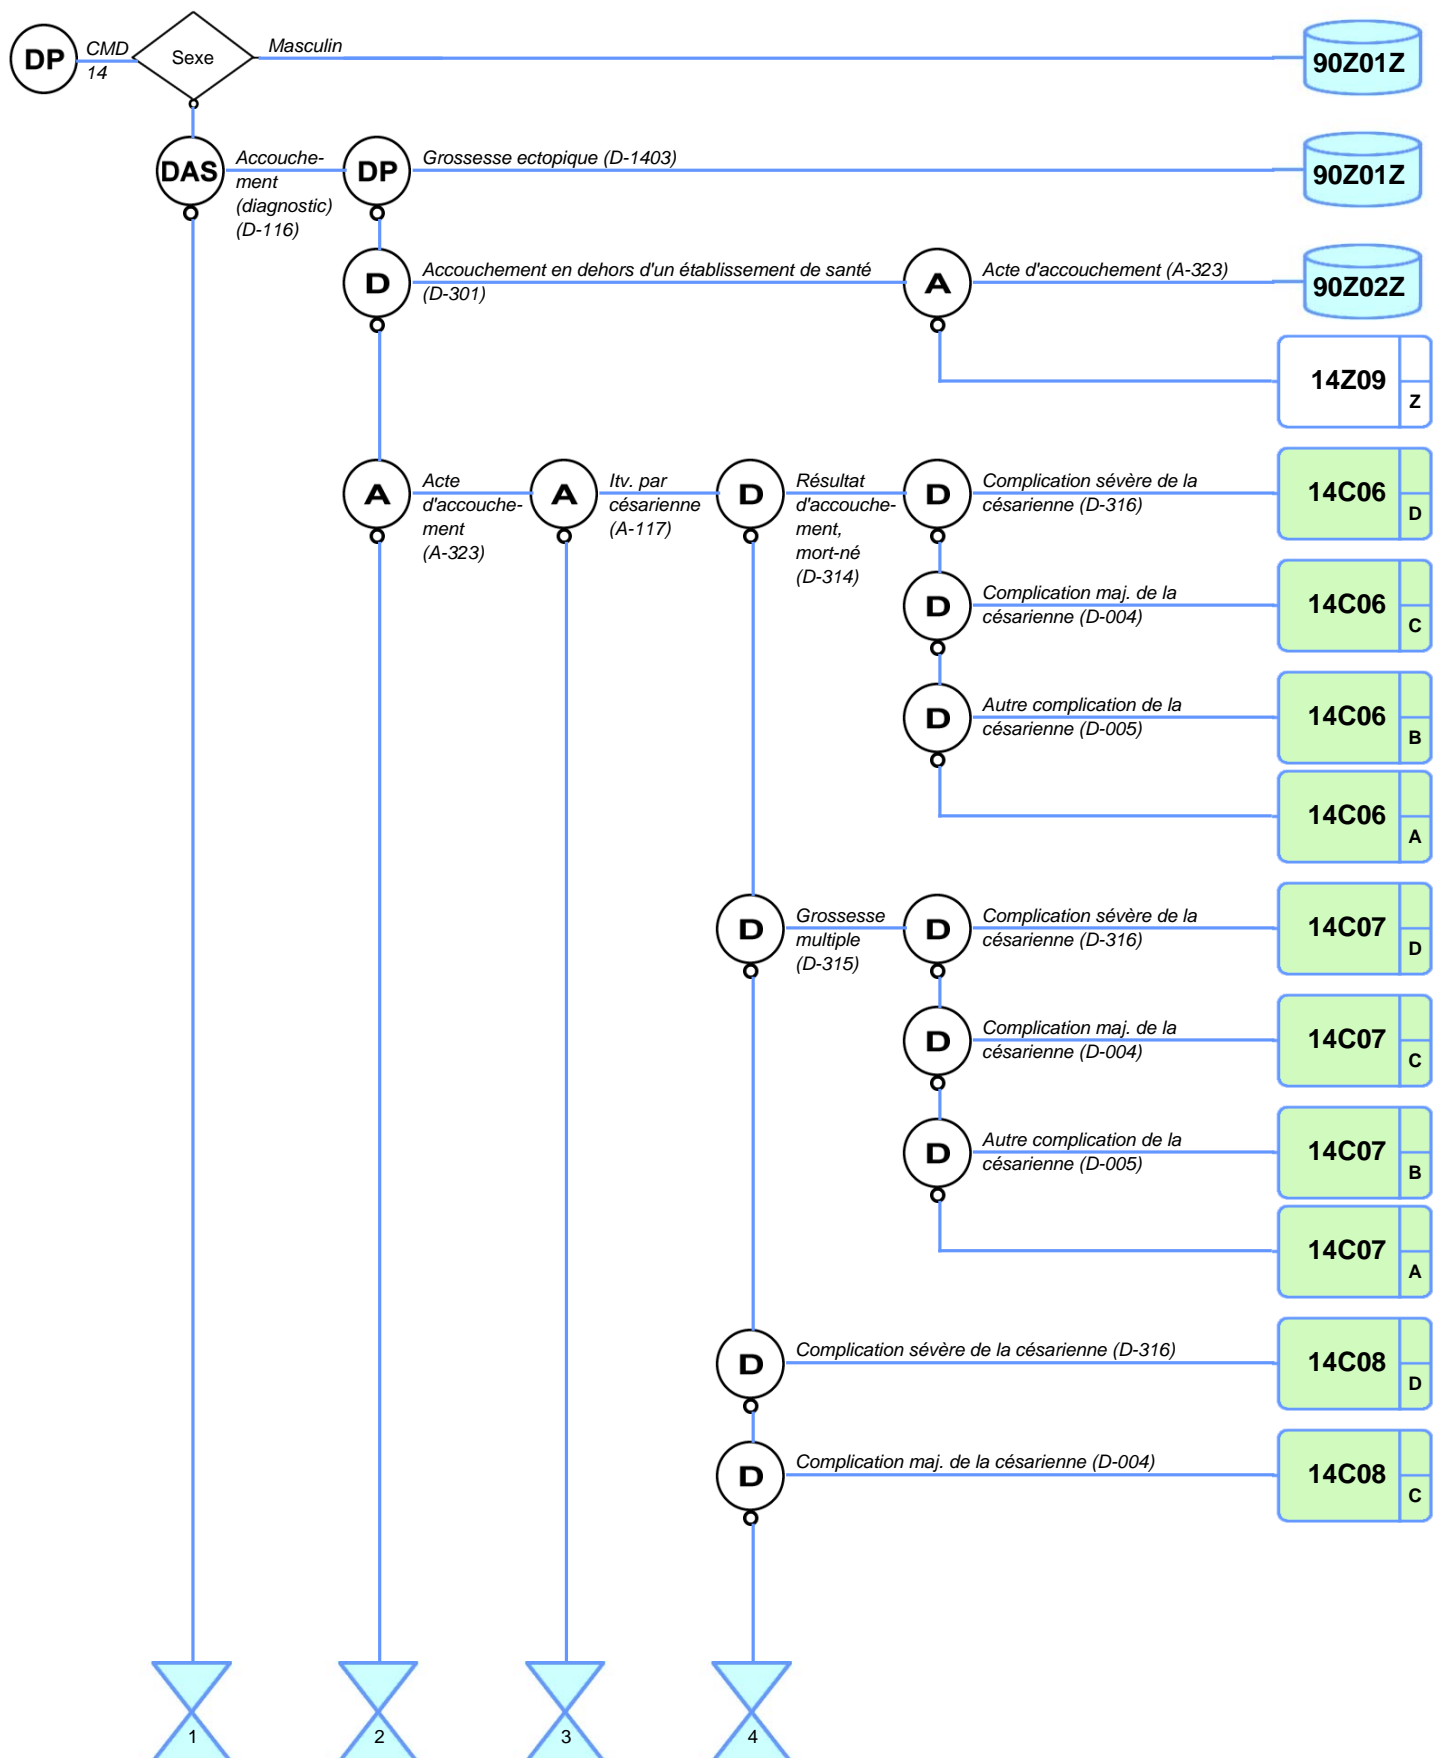 DP
CMD
14
Sexe
Masculin
90Z01Z
DAS
Accouche-
ment
(diagnostic)
(D-116)
DP
Grossesse ectopique (D-1403)
90Z01Z
D
Accouchement en dehors d'un établissement de santé
(D-301)
A
Acte d'accouchement (A-323)
90Z02Z
14Z09
Z
A
Acte
d'accouche-
ment
(A-323)
A
Itv. par
césarienne
(A-117)
D
Résultat
d'accouche-
ment,
mort-né
(D-314)
D
Complication sévère de la
césarienne (D-316)
14C06
D
D
Complication maj. de la
césarienne (D-004)
14C06
C
D
Autre complication de la
césarienne (D-005)
14C06
B
14C06
A
D
Grossesse
multiple
(D-315)
D
Complication sévère de la
césarienne (D-316)
14C07
D
D
Complication maj. de la
césarienne (D-004)
14C07
C
D
Autre complication de la
césarienne (D-005)
14C07
B
14C07
A
D
Complication sévère de la césarienne (D-316)
14C08
D
D
Complication maj. de la césarienne (D-004)
14C08
C
1
2
3
4